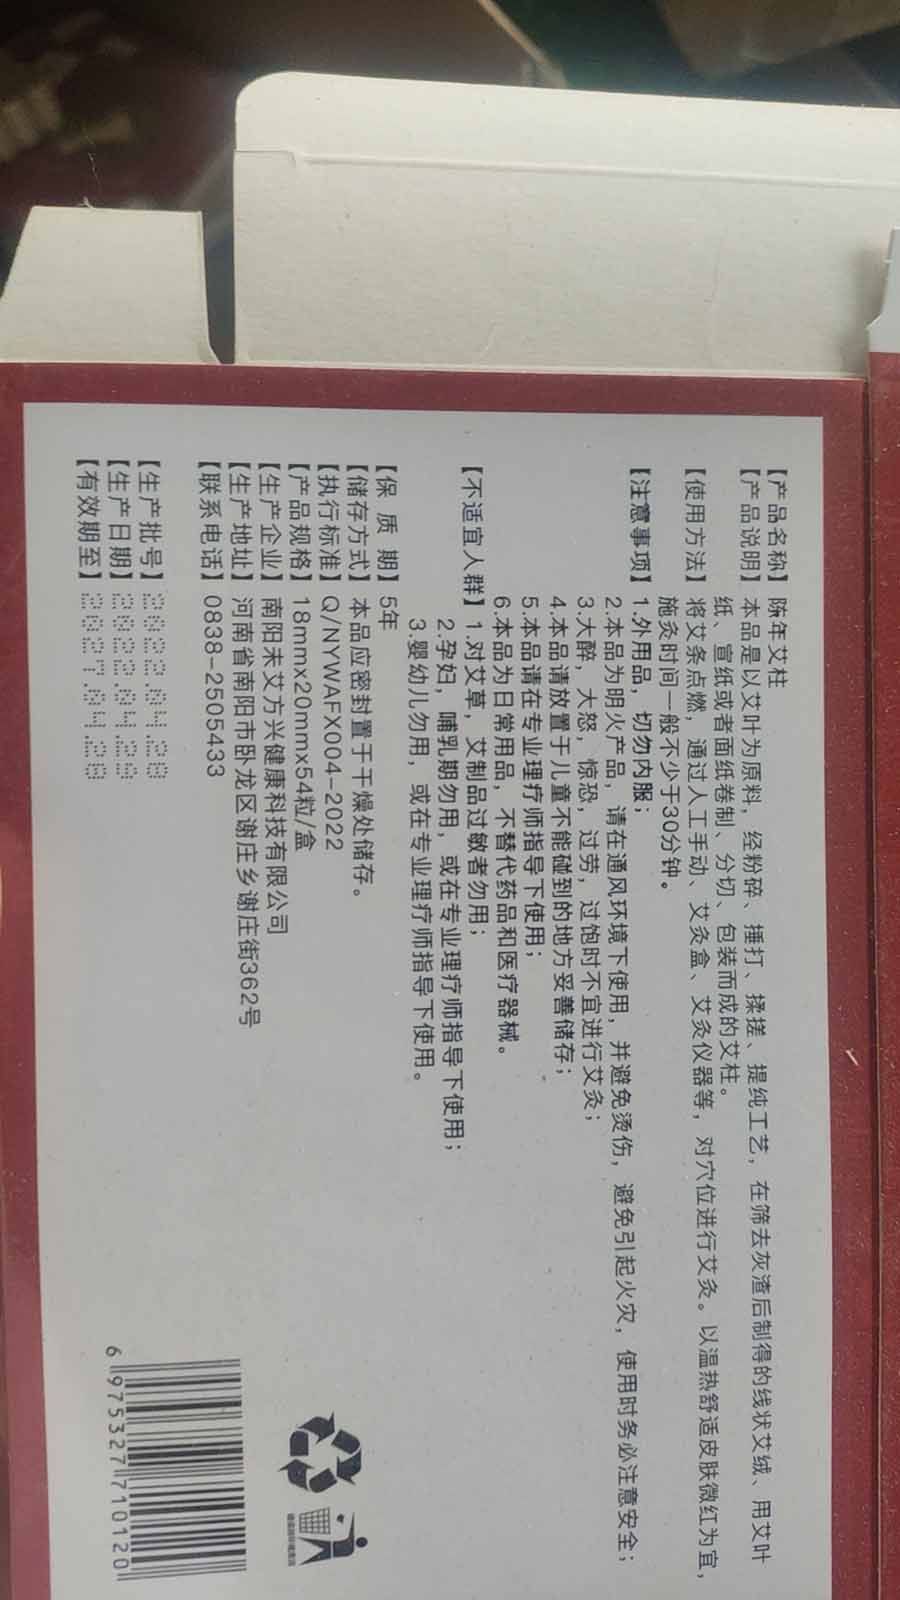 【产品名称】陈年艾柱
【产品说明】本品是以艾叶为原料，经粉碎、捶打、揉搓、提纯工艺，在筛去灰渣后制得的线状艾绒、用艾叶
纸、宣纸或者面纸卷制、分切、包装而成的艾柱。
【使用方法】将艾条点燃，通过人工手动、艾灸盒、艾灸仪器等，对穴位进行艾灸。以温热舒适皮肤微红为宜，
施灸时间一般不少于30分钟。
【注意事项】1.外用品，切勿内服；
2.本品为明火产品，请在通风环境下使用，并避免烫伤，避免引起火灾，使用时务必注意安全；
3.大醉，大怒，惊恐，过劳，过饱时不宜进行艾灸；
4.本品请放置于儿童不能碰到的地方妥善储存；
5.本品请在专业理疗师指导下使用；
6.本品为日常用品，不替代药品和医疗器械。
【不适宜人群】1.对艾草，艾制品过敏者勿用；
2.孕妇，哺乳期勿用，或在专业理疗师指导下使用；
3.婴幼儿勿用，或在专业理疗师指导下使用。
【保 质 期】5年
【储存方式】本品应密封置于干燥处储存。
【执行标准】Q/NYWAFX004-2022
【产品规格】18mmx20mmx54粒/盒
【生产企业】南阳未艾方兴健康科技有限公司
【生产地址】河南省南阳市卧龙区谢庄乡谢庄街362号
【联系电话】0838-2505433
【生产批号】2022.04.28
【生产日期】2022.04.29
【有效期至】2027.04.28
6975327710120